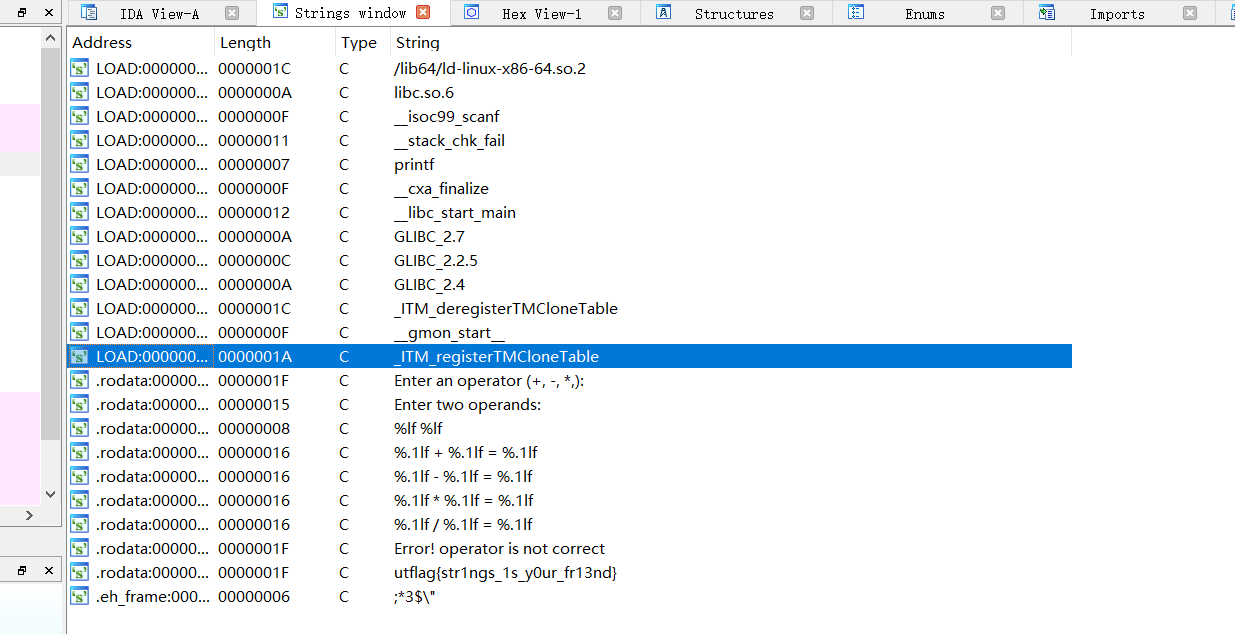 IDA View-A Strings window Hex View-1 Structures Enums Imports
Address Length Type String
LOAD:000000... 0000001C C /lib64/ld-linux-x86-64.so.2
LOAD:000000... 0000000A C libc.so.6
LOAD:000000... 0000000F C __isoc99_scanf
LOAD:000000... 00000011 C __stack_chk_fail
LOAD:000000... 00000007 C printf
LOAD:000000... 0000000F C __cxa_finalize
LOAD:000000... 00000012 C __libc_start_main
LOAD:000000... 0000000A C GLIBC_2.7
LOAD:000000... 0000000C C GLIBC_2.2.5
LOAD:000000... 0000000A C GLIBC_2.4
LOAD:000000... 0000001C C _ITM_deregisterTMCloneTable
LOAD:000000... 0000000F C __gmon_start__
LOAD:000000... 0000001A C _ITM_registerTMCloneTable
.rodata:00000... 0000001F C Enter an operator (+, -, *,):
.rodata:00000... 00000015 C Enter two operands:
.rodata:00000... 00000008 C %lf %lf
.rodata:00000... 00000016 C %.1lf + %.1lf = %.1lf
.rodata:00000... 00000016 C %.1lf - %.1lf = %.1lf
.rodata:00000... 00000016 C %.1lf * %.1lf = %.1lf
.rodata:00000... 00000016 C %.1lf / %.1lf = %.1lf
.rodata:00000... 0000001F C Error! operator is not correct
.rodata:00000... 0000001F C utflag{str1ngs_1s_y0ur_fr13nd}
.eh_frame:000... 00000006 C ;*3$\"